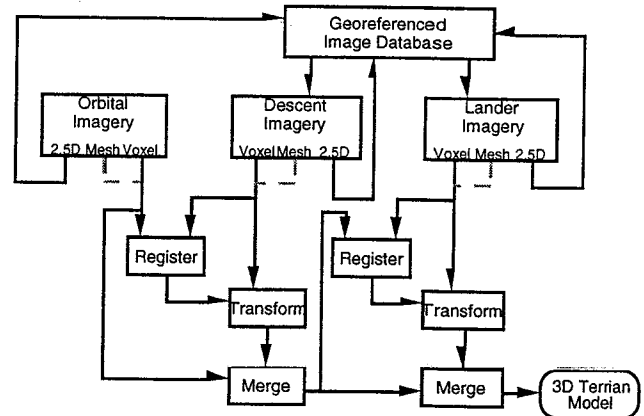 Georeferenced
Image Database
Orbital
Imagery
2.5D Mesh Voxel
Descent
Imagery
Voxel Mesh 2.5D
Lander
Imagery
Voxel Mesh 2.5D
Register
Register
Transform
Transform
Merge
Merge
3D Terrian
Model